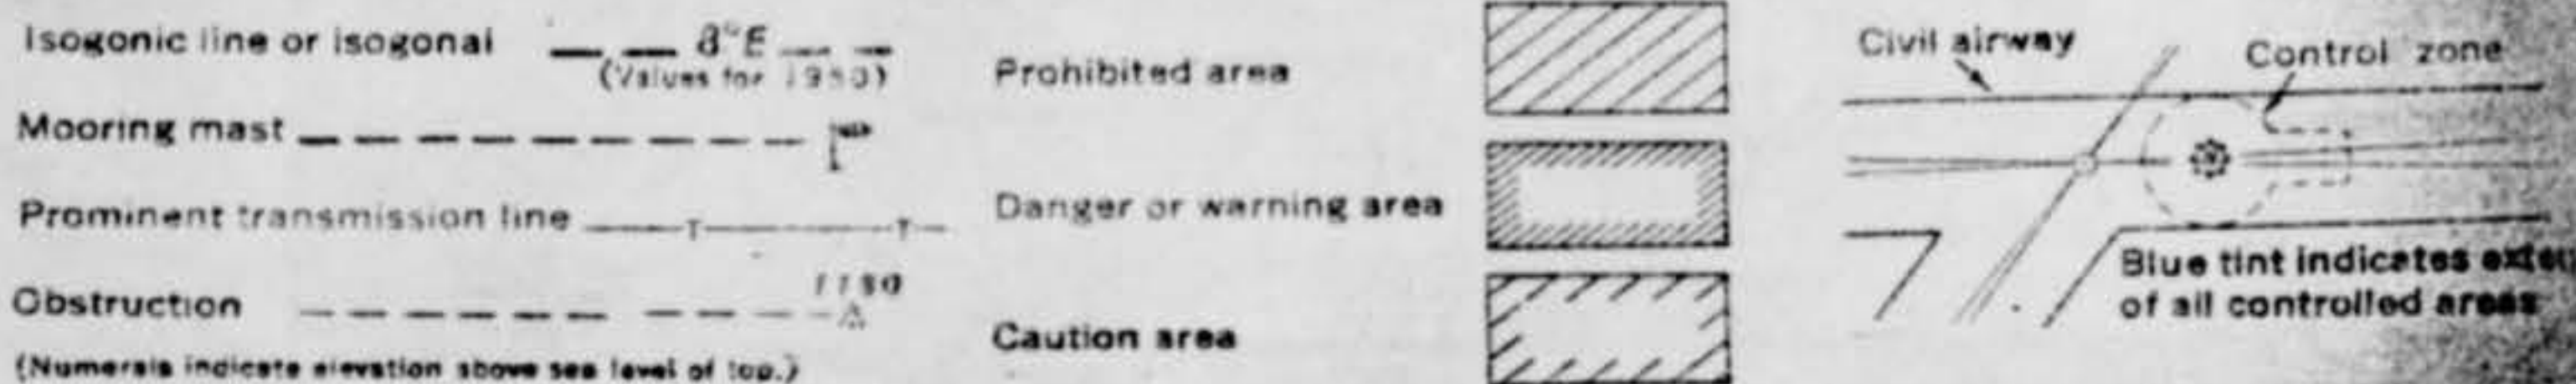 Isogonic line or isogonal
8°E
(Values for 1950)
Mooring mast
Prominent transmission line
T T
Obstruction
1180
(Numerals indicate elevation above sea level of top.)
Prohibited area
Danger or warning area
Caution area
Civil airway
Control zone
Blue tint indicates
of all controlled areas